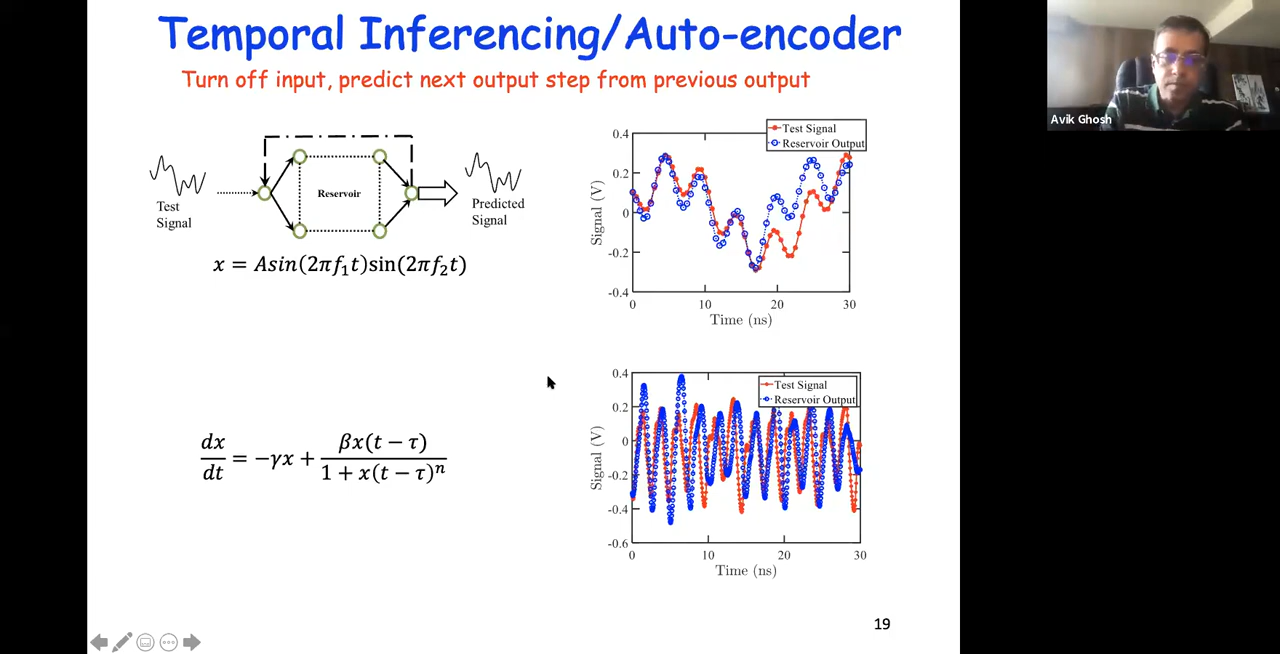 Temporal Inferencing/Auto-encoder
Turn off input, predict next output step from previous output
Avik Ghosh
Test
Signal
Reservoir
Predicted
Signal
x = Asin(2πf₁t)sin(2πf₂t)
Test Signal
Reservoir Output
Signal (V)
0.4
0.2
0
-0.2
-0.4
0 10 20 30
Time (ns)
dx/dt = −γx + βx(t − τ)/1 + x(t − τ)ⁿ
Test Signal
Reservoir Output
Signal (V)
0.4
0.2
0
-0.2
-0.4
-0.6
0 10 20 30
Time (ns)
19